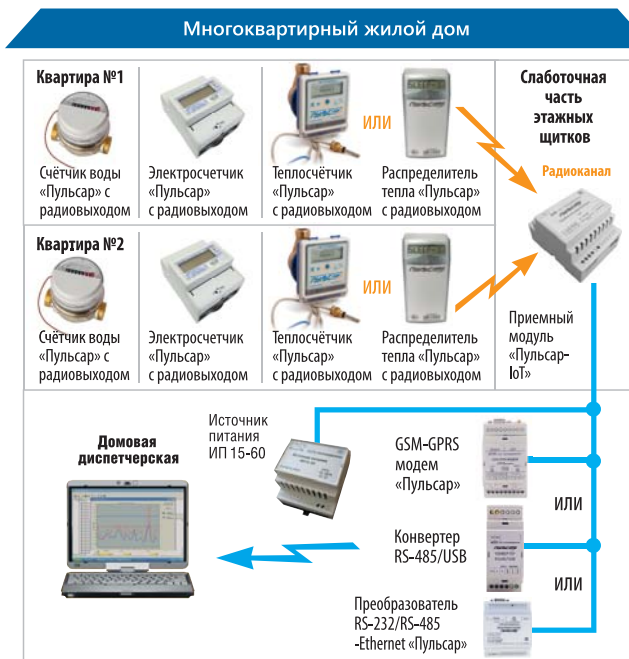 Многоквартирный жилой дом
Квартира №1
Счётчик воды
«Пульсар» с
радиовыходом
Электросчетчик
«Пульсар»
с радиовыходом
Теплосчётчик
«Пульсар»
с радиовыходом
ИЛИ
Распределитель
тепла «Пульсар»
с радиовыходом
Слаботочная
часть
этажных
щитков
Радиоканал
Квартира №2
Счётчик воды
«Пульсар» с
радиовыходом
Электросчетчик
«Пульсар»
с радиовыходом
Теплосчётчик
«Пульсар»
с радиовыходом
ИЛИ
Распределитель
тепла «Пульсар»
с радиовыходом
Приемный
модуль
«Пульсар-
IoT»
Домовая
диспетчерская
Источник
питания
ИП 15-60
GSM-GPRS
модем
«Пульсар»
ИЛИ
Конвертер
RS-485/USB
ИЛИ
Преобразователь
RS-232/RS-485
-Ethernet «Пульсар»